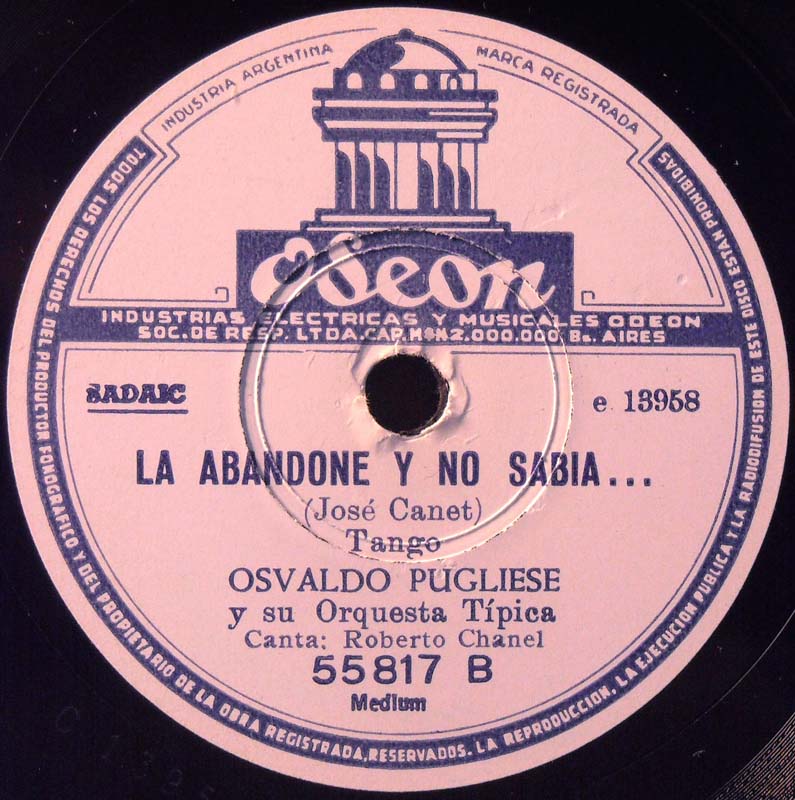 INDUSTRIA ARGENTINA
MARCA REGISTRADA
Odeon
INDUSTRIAS ELECTRICAS Y MUSICALES ODEON
SOC. DE RESP. LTDA. CAP. M$N 2.000.000 Bs. AIRES
SADAIC
e 13958
LA ABANDONE Y NO SABIA...
(José Canet)
Tango
OSVALDO PUGLIESE
y su Orquesta Típica
Canta: Roberto Chanel
55817 B
Medium
TODOS LOS DERECHOS DEL PRODUCTOR FONOGRAFICO Y DEL PROPIETARIO DE LA OBRA REGISTRADA, RESERVADOS. LA REPRODUCCION, LA EJECUCION PUBLICA Y LA RADIODIFUSION DE ESTE DISCO ESTAN PROHIBIDAS